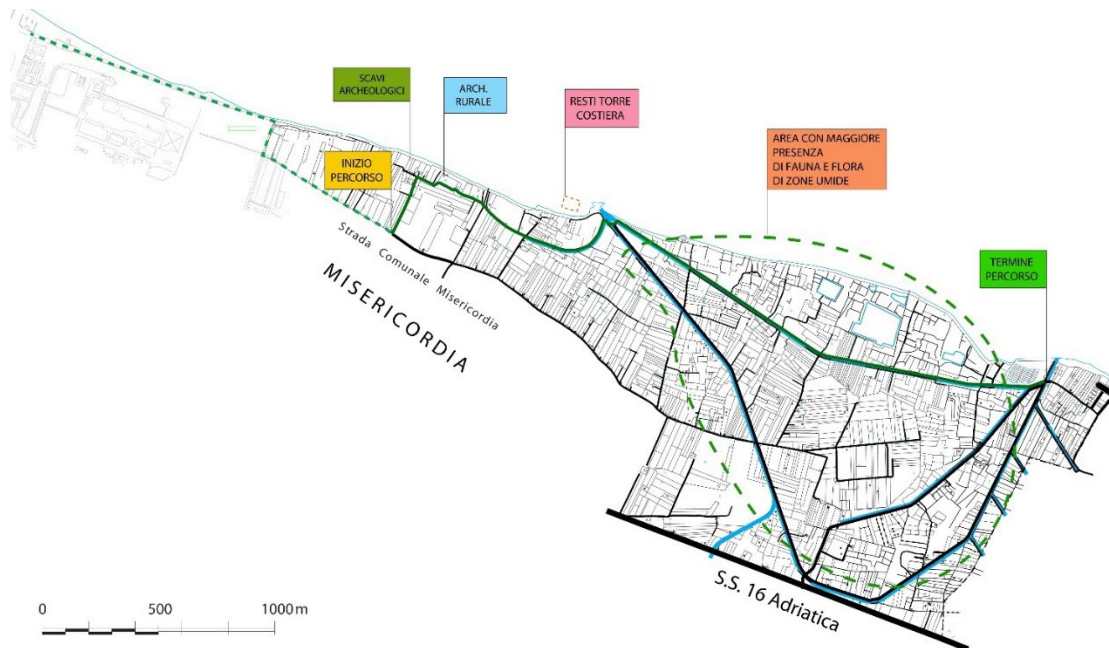 SCAVI
ARCHEOLOGICI
ARCH.
RURALE
RESTI TORRE
COSTIERA
AREA CON MAGGIORE
PRESENZA
DI FAUNA E FLORA
DI ZONE UMIDE
INIZIO
PERCORSO
TERMINE
PERCORSO
Strada Comunale Misericordia
MISERICORDIA
S.S. 16 Adriatica
0 500 1000 m